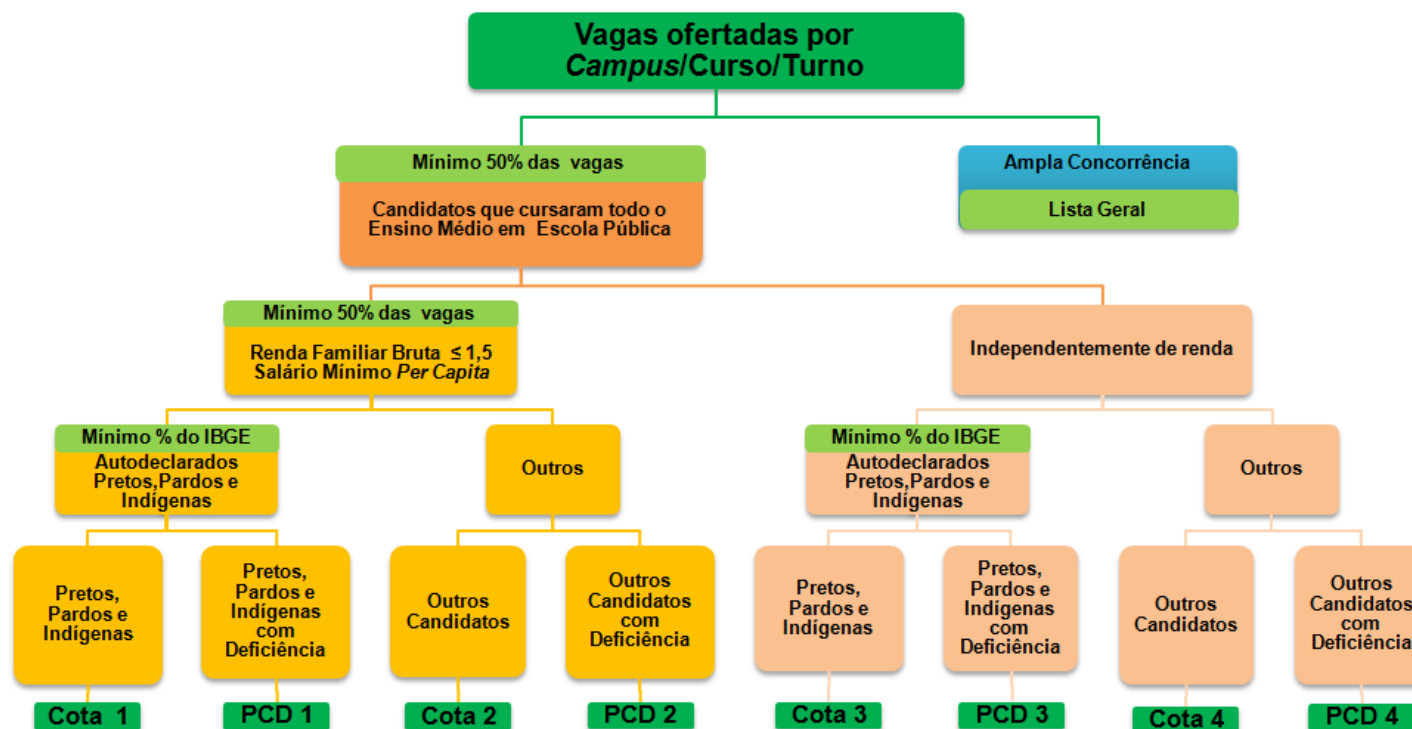 Vagas ofertadas por
Campus/Curso/Turno
Mínimo 50% das vagas
Candidatos que cursaram todo o
Ensino Médio em Escola Pública
Ampla Concorrência
Lista Geral
Mínimo 50% das vagas
Renda Familiar Bruta ≤ 1,5
Salário Mínimo Per Capita
Independentemente de renda
Mínimo % do IBGE
Autodeclarados
Pretos,Pardos e
Indígenas
Outros
Mínimo % do IBGE
Autodeclarados
Pretos,Pardos e
Indígenas
Outros
Pretos,
Pardos e
Indígenas
Pretos,
Pardos e
Indígenas
com
Deficiência
Outros
Candidatos
Outros
Candidatos
com
Deficiência
Pretos,
Pardos e
Indígenas
Pretos,
Pardos e
Indígenas
com
Deficiência
Outros
Candidatos
Outros
Candidatos
com
Deficiência
Cota 1
PCD 1
Cota 2
PCD 2
Cota 3
PCD 3
Cota 4
PCD 4